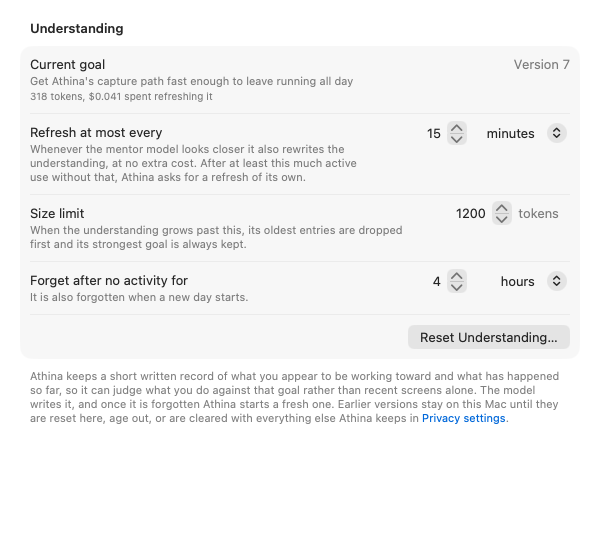 Understanding
Current goal
Version 7
Get Athina's capture path fast enough to leave running all day
318 tokens, $0.041 spent refreshing it
Refresh at most every
15 minutes
Whenever the mentor model looks closer it also rewrites the
understanding, at no extra cost. After at least this much active
use without that, Athina asks for a refresh of its own.
Size limit
1200 tokens
When the understanding grows past this, its oldest entries are dropped
first and its strongest goal is always kept.
Forget after no activity for
4 hours
It is also forgotten when a new day starts.
Reset Understanding...
Athina keeps a short written record of what you appear to be working toward and what has happened
so far, so it can judge what you do against that goal rather than recent screens alone. The model
writes it, and once it is forgotten Athina starts a fresh one. Earlier versions stay on this Mac until they
are reset here, age out, or are cleared with everything else Athina keeps in Privacy settings.